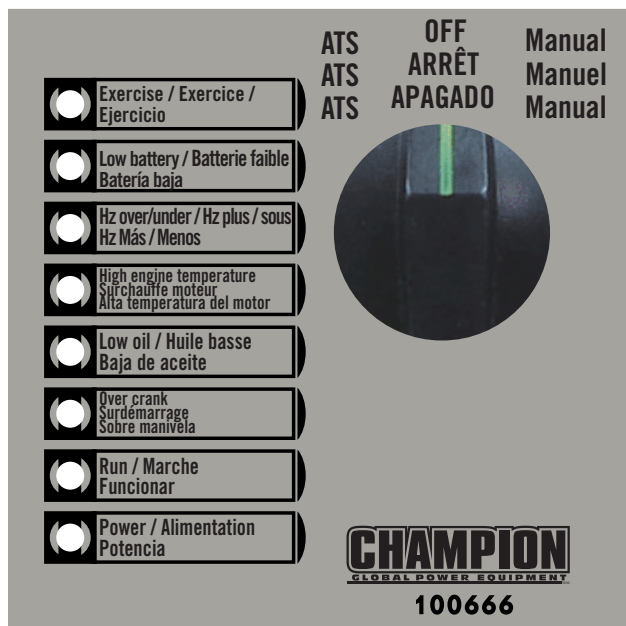 ATS
ATS
ATS
OFF
ARRÊT
APAGADO
Manual
Manuel
Manual
Exercise / Exercice /
Ejercicio
Low battery / Batterie faible
Batería baja
Hz over/under / Hz plus / sous
Hz Más / Menos
High engine temperature
Surchauffe moteur
Alta temperatura del motor
Low oil / Huile basse
Baja de aceite
Over crank
Surdémarrage
Sobre manivela
Run / Marche
Funcionar
Power / Alimentation
Potencia
CHAMPION
GLOBAL POWER EQUIPMENT
100666